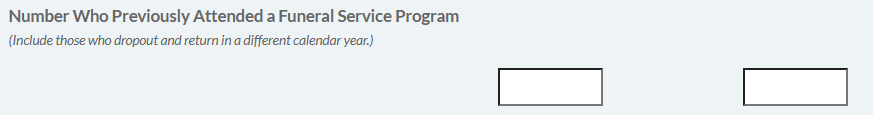 Number Who Previously Attended a Funeral Service Program
(Include those who dropout and return in a different calendar year.)